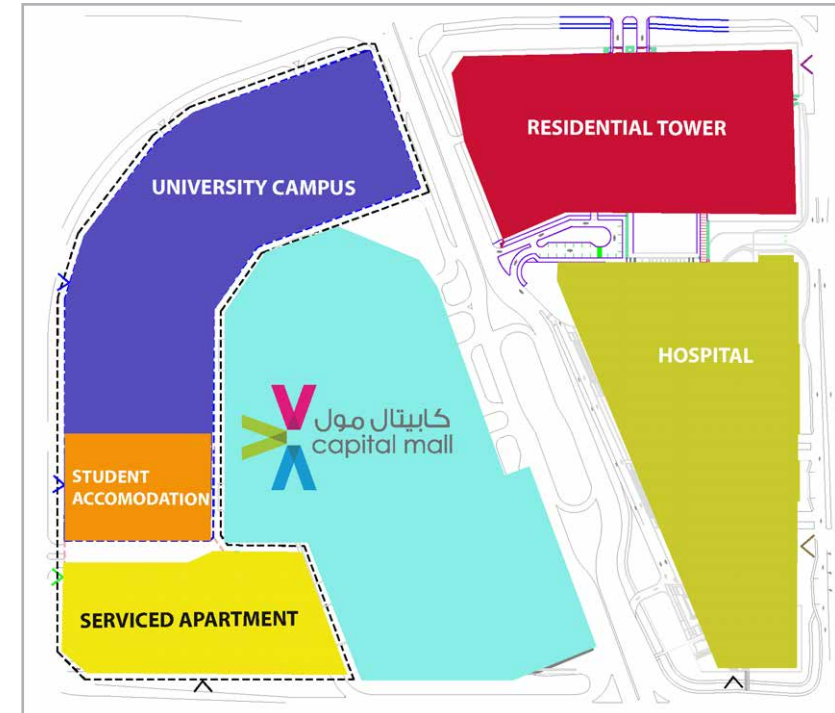 UNIVERSITY CAMPUS
RESIDENTIAL TOWER
HOSPITAL
كابيتال مول
capital mall
STUDENT
ACCOMODATION
SERVICED APARTMENT